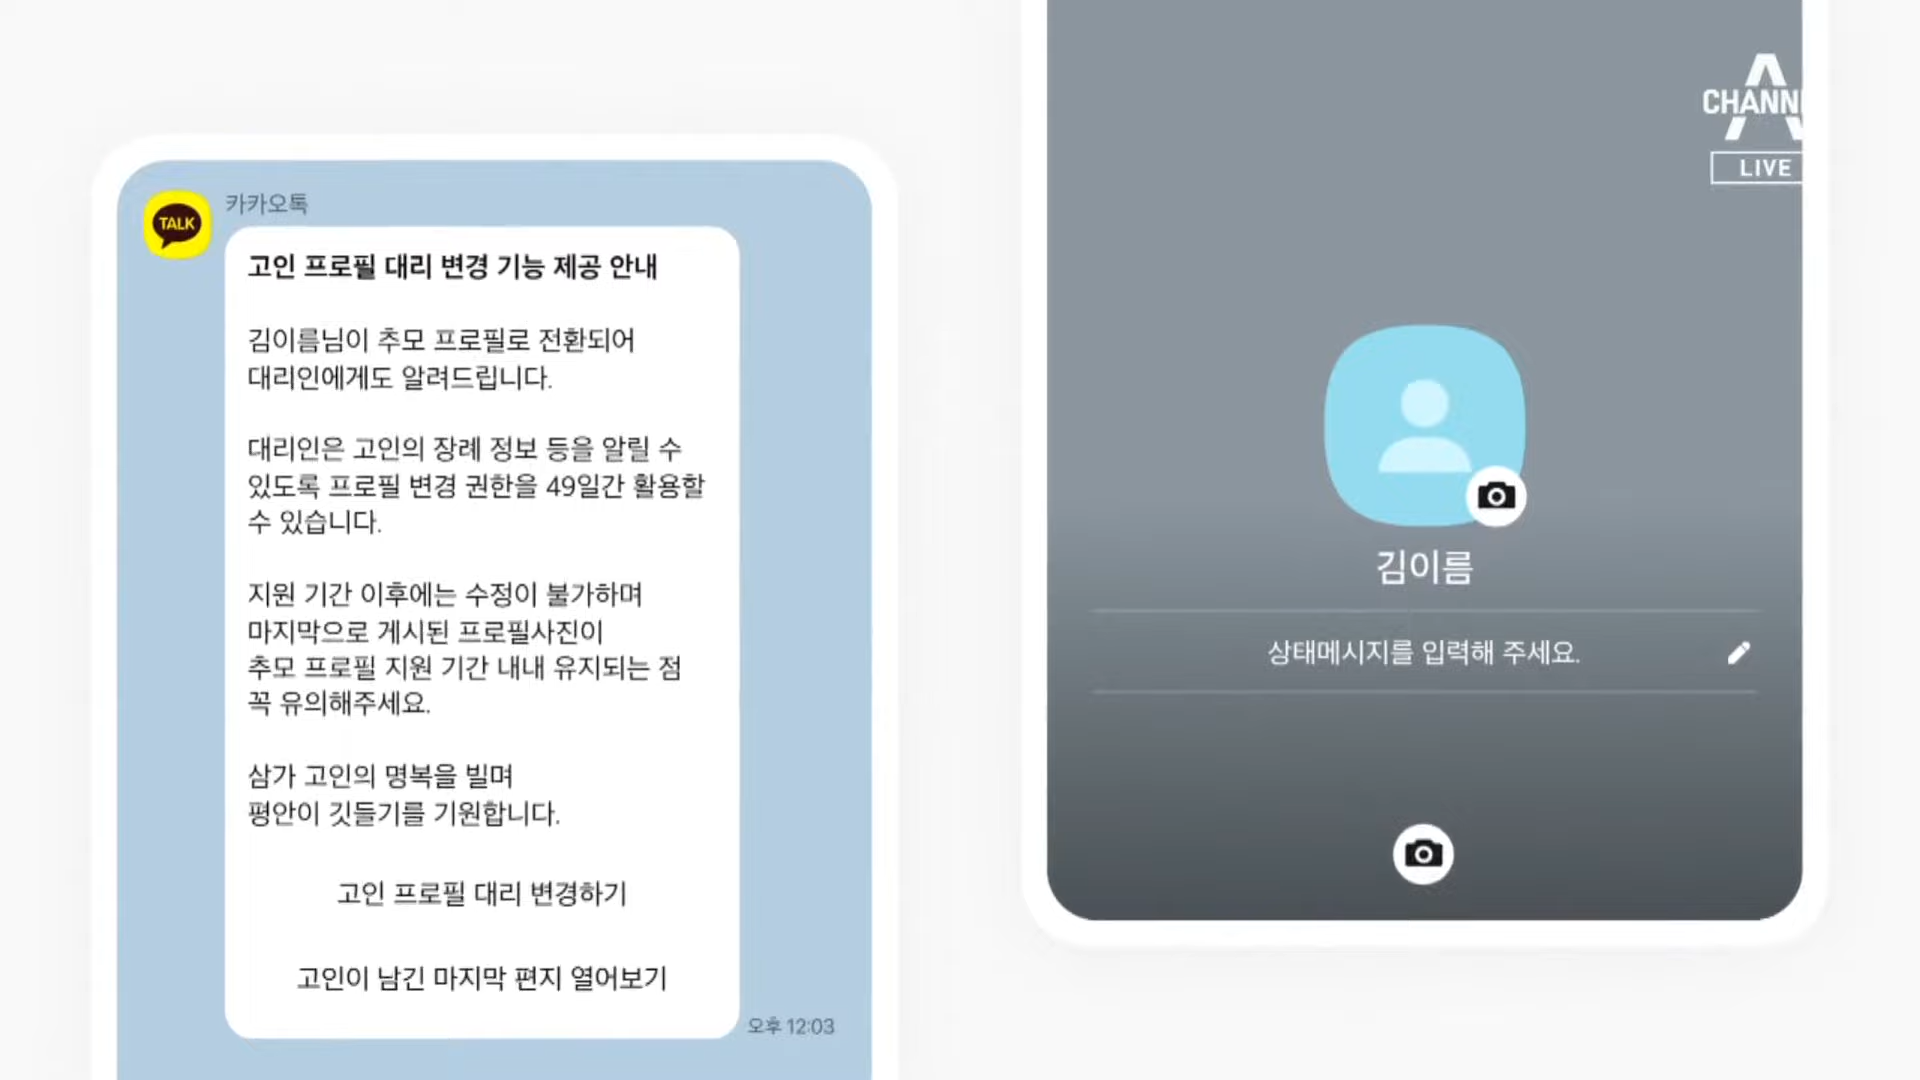 카카오톡
TALK
고인 프로필 대리 변경 기능 제공 안내
김이름님이 추모 프로필로 전환되어
대리인에게도 알려드립니다.
대리인은 고인의 장례 정보 등을 알릴 수
있도록 프로필 변경 권한을 49일간 활용할
수 있습니다.
지원 기간 이후에는 수정이 불가하며
마지막으로 게시된 프로필사진이
추모 프로필 지원 기간 내내 유지되는 점
꼭 유의해주세요.
삼가 고인의 명복을 빌며
평안이 깃들기를 기원합니다.
고인 프로필 대리 변경하기
고인이 남긴 마지막 편지 열어보기
오후 12:03
CHANN
LIVE
김이름
상태메시지를 입력해 주세요.